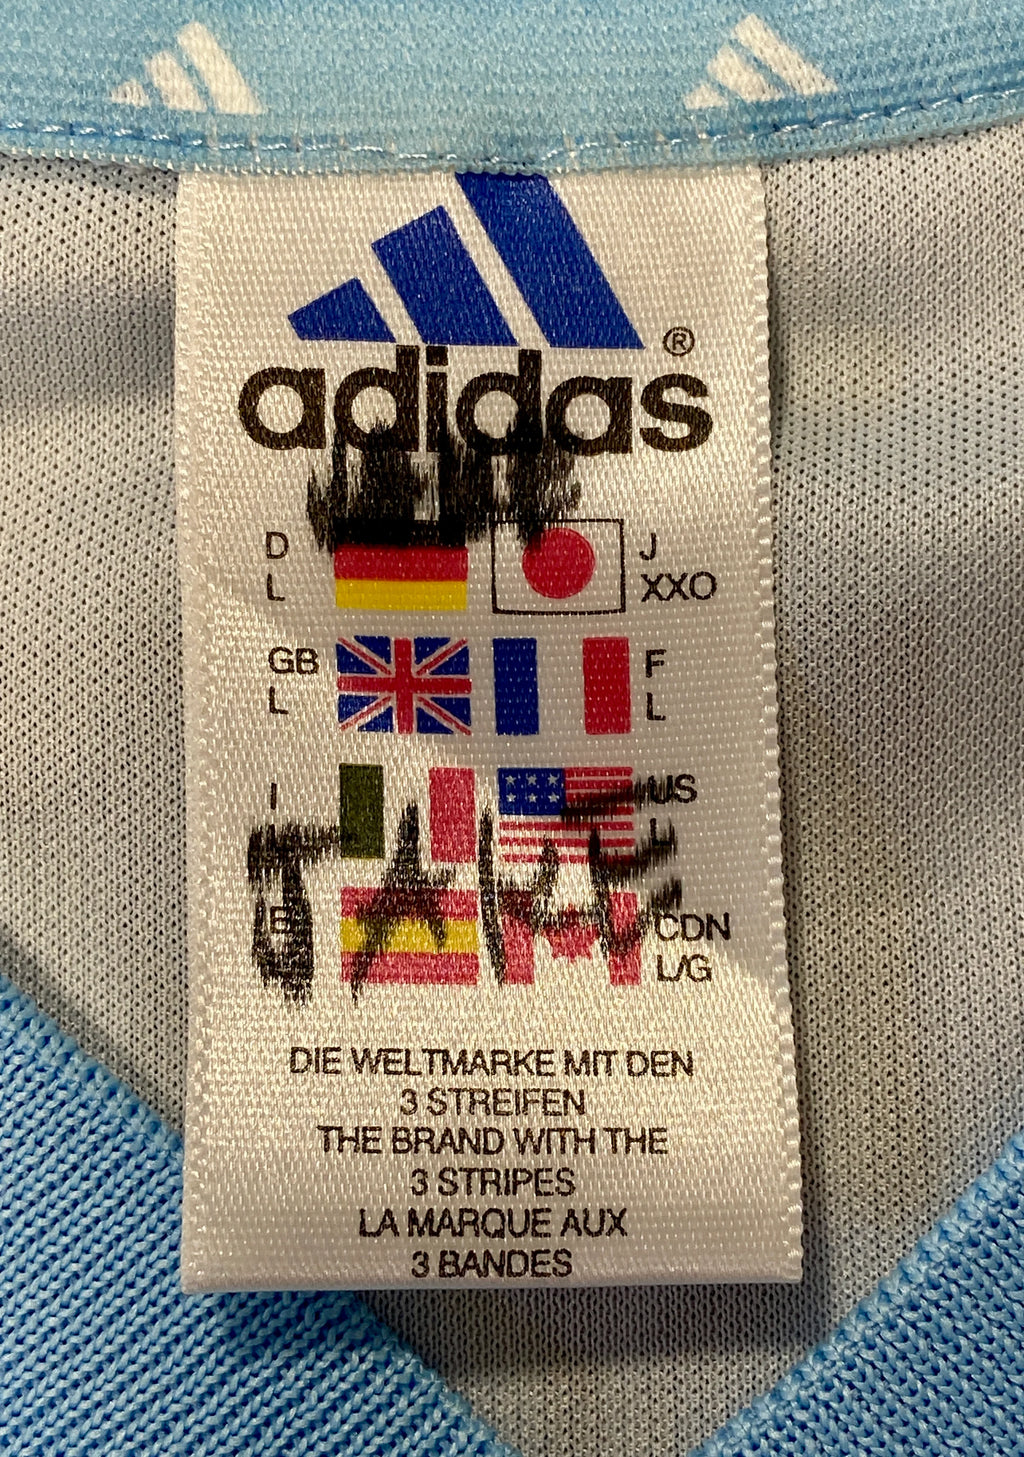 adidas®
D J
L XXO
GB F
L L
I US
L
E CDN
L/G
DIE WELTMARKE MIT DEN
3 STREIFEN
THE BRAND WITH THE
3 STRIPES
LA MARQUE AUX
3 BANDES